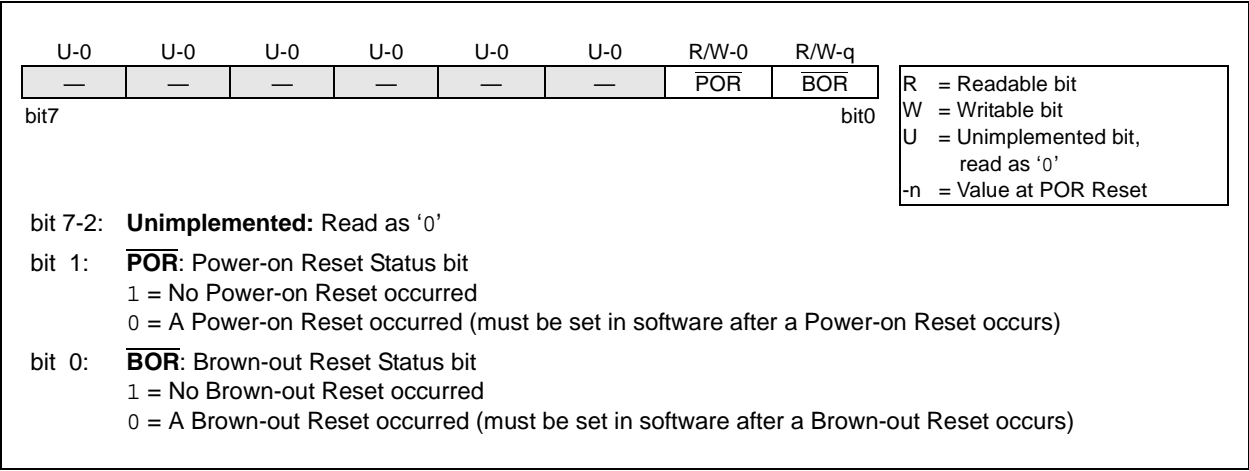 U-0 U-0 U-0 U-0 U-0 U-0 R/W-0 R/W-q
— — — — — — P̅O̅R̅ B̅O̅R̅
bit7 bit0
R = Readable bit
W = Writable bit
U = Unimplemented bit,
read as ‘0’
-n = Value at POR Reset
bit 7-2: Unimplemented: Read as ‘0’
bit 1: P̅O̅R̅: Power-on Reset Status bit
1 = No Power-on Reset occurred
0 = A Power-on Reset occurred (must be set in software after a Power-on Reset occurs)
bit 0: B̅O̅R̅: Brown-out Reset Status bit
1 = No Brown-out Reset occurred
0 = A Brown-out Reset occurred (must be set in software after a Brown-out Reset occurs)